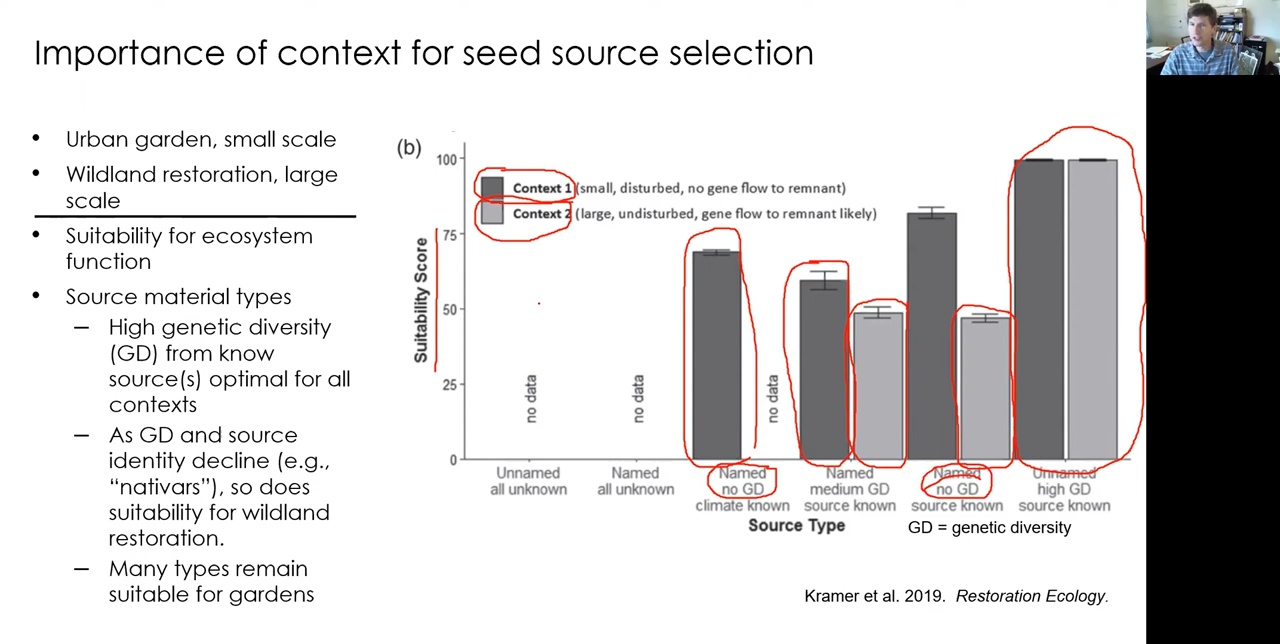 Importance of context for seed source selection
• Urban garden, small scale
• Wildland restoration, large
scale
• Suitability for ecosystem
function
• Source material types
– High genetic diversity
(GD) from know
source(s) optimal for all
contexts
– As GD and source
identity decline (e.g.,
“nativars”), so does
suitability for wildland
restoration.
– Many types remain
suitable for gardens
(b)
Context 1 (small, disturbed, no gene flow to remnant)
Context 2 (large, undisturbed, gene flow to remnant likely)
Suitability Score
100
75
50
25
0
no data
no data
no data
Unnamed
all unknown
Named
all unknown
Named
no GD
climate known
Named
medium GD
source known
Named
no GD
source known
Unnamed
high GD
source known
Source Type
GD = genetic diversity
Kramer et al. 2019. Restoration Ecology.